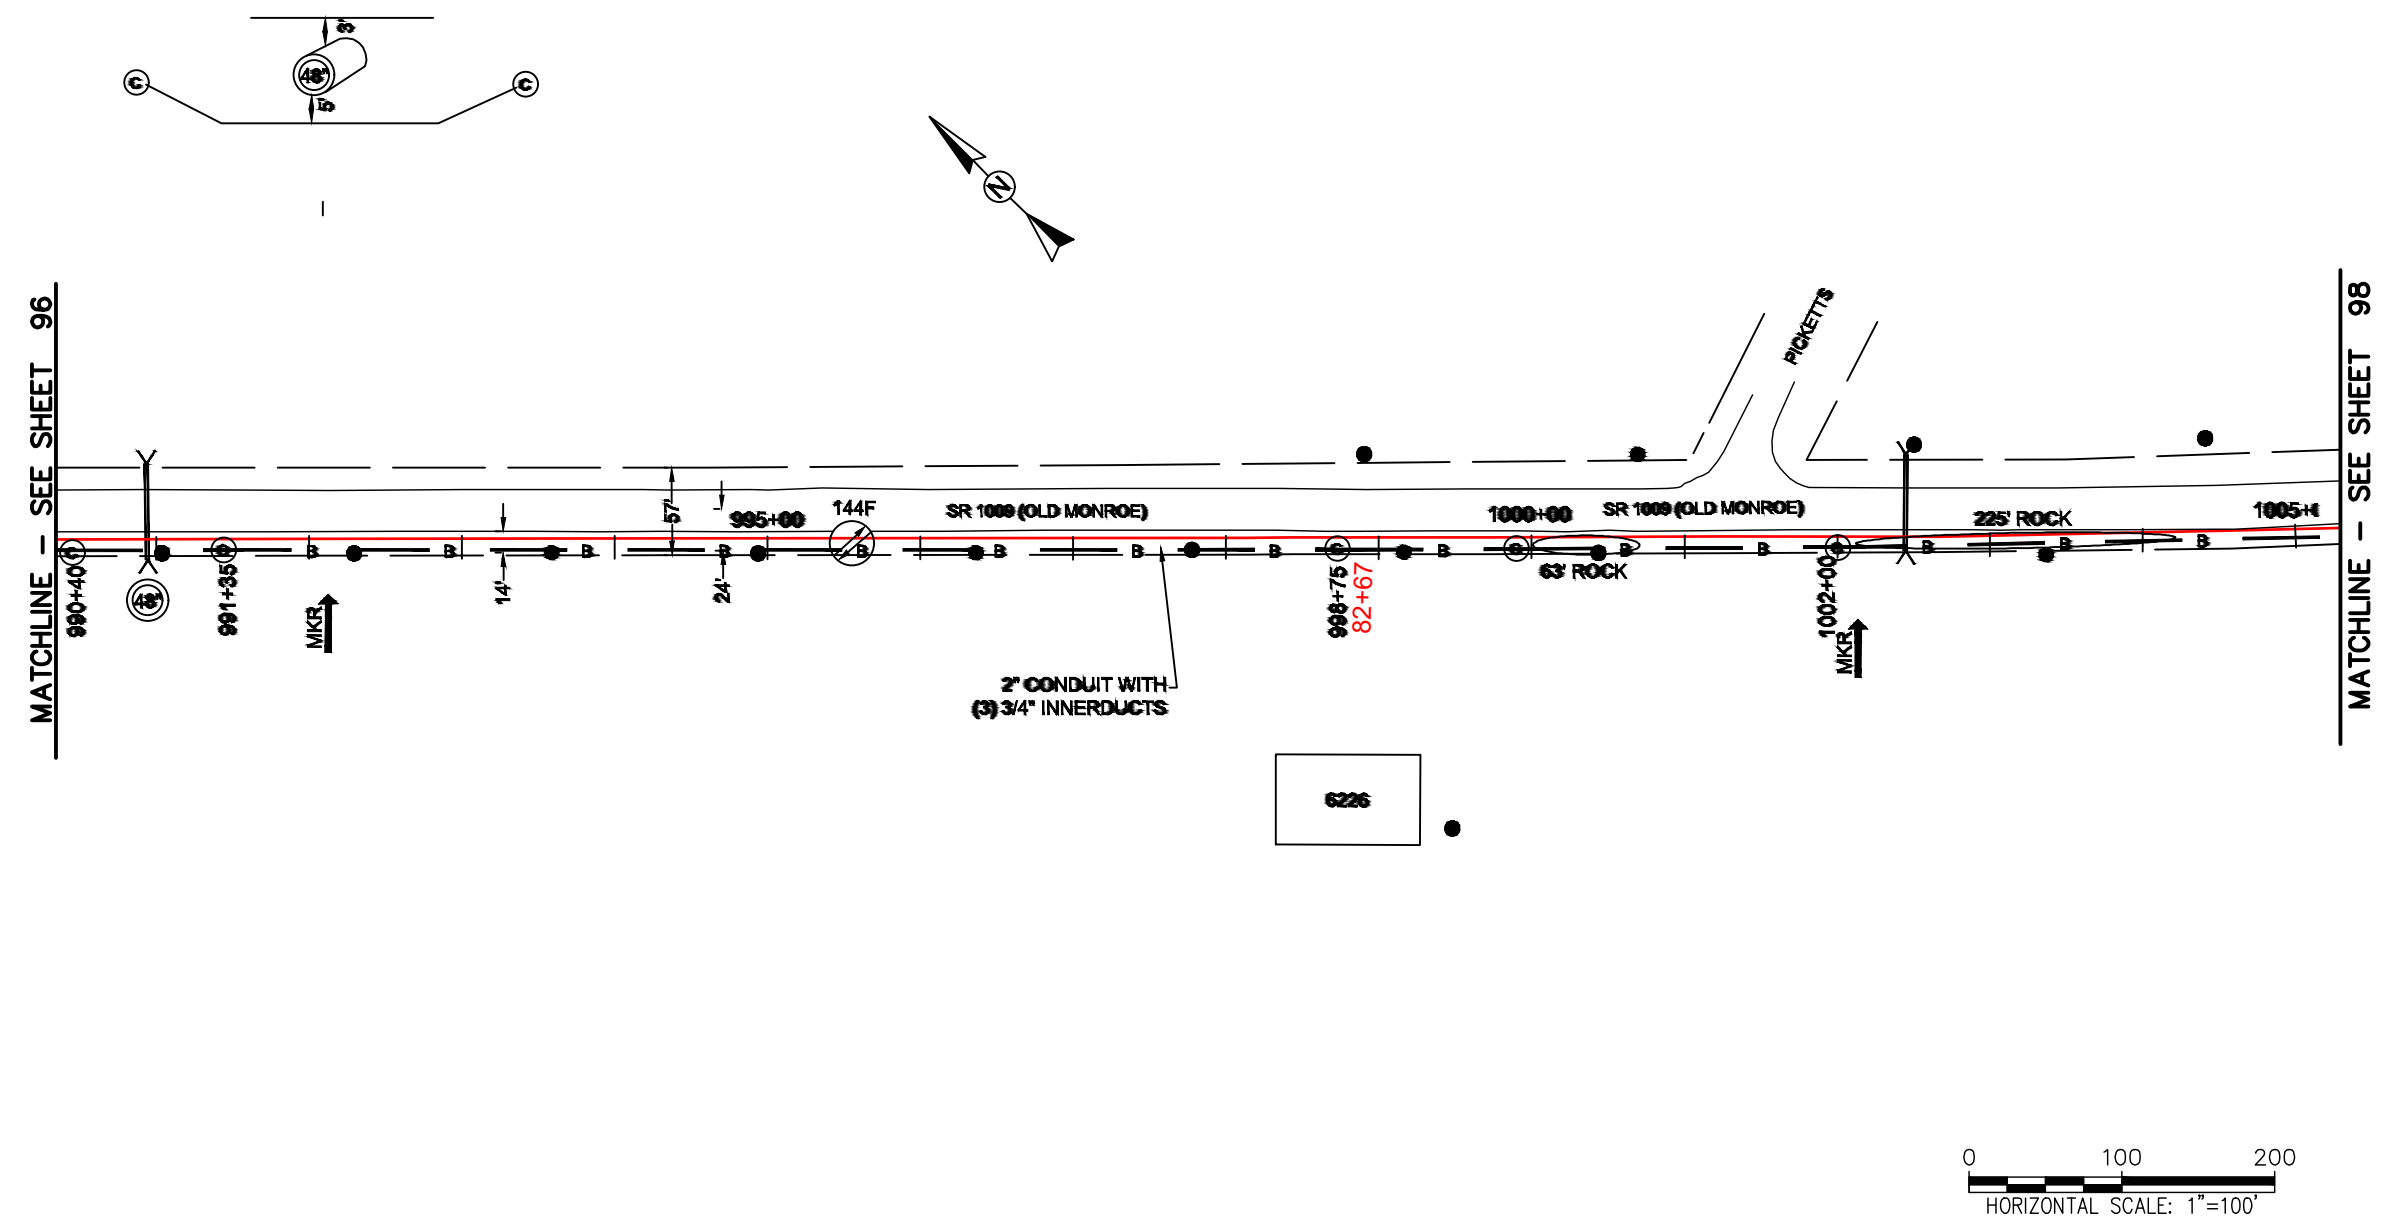 3'
48"
C
C
5'
N
PICKETTS
MATCHLINE – SEE SHEET 96
MATCHLINE – SEE SHEET 98
57'
995+00
144F
SR 1009 (OLD MONROE)
1000+00
SR 1009 (OLD MONROE)
225' ROCK
C
C
B
B
B
B
B
B
B
B
C
B
C
B
B
C
B
B
B
63' ROCK
990+40
48"
991+35
MKR
14'
24'
998+75
82+67
1002+00
MKR
2" CONDUIT WITH
(3) 3/4" INNERDUCTS
6226
0 100 200
HORIZONTAL SCALE: 1"=100'